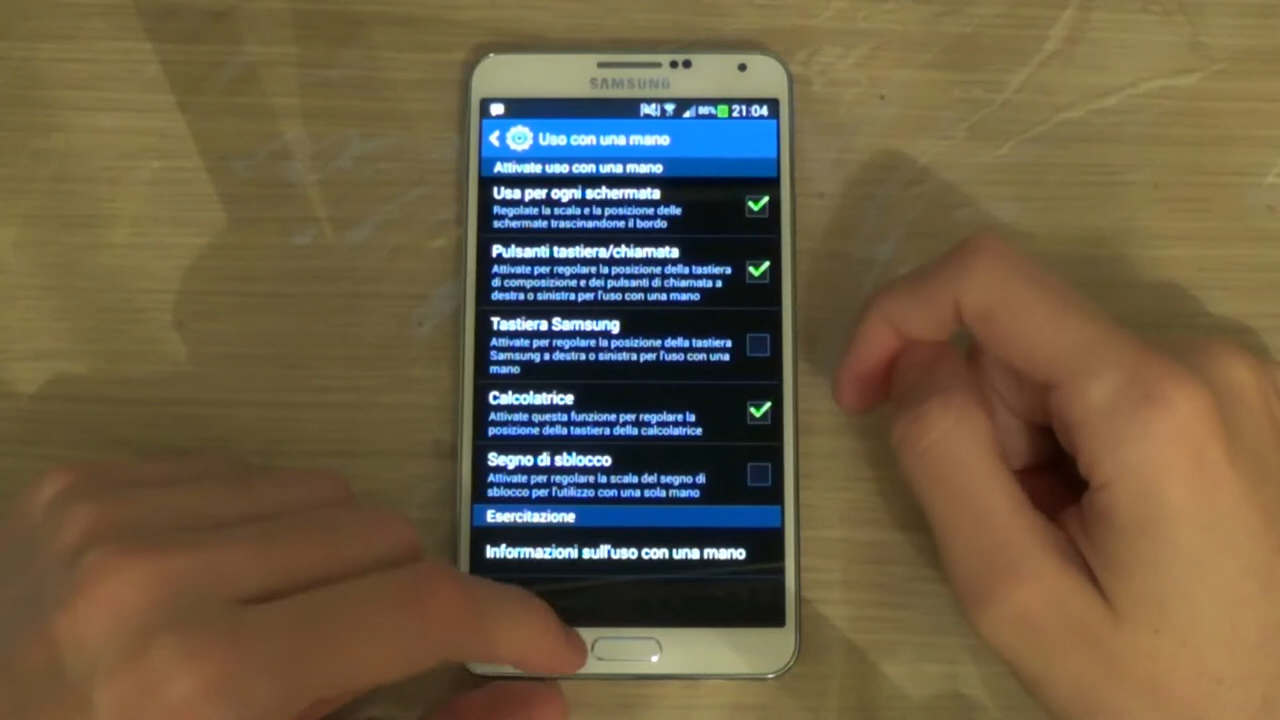 SAMSUNG
88% 21:04
Uso con una mano
Attivate uso con una mano
Usa per ogni schermata
Regolate la scala e la posizione delle
schermate trascinandone il bordo
Pulsanti tastiera/chiamata
Attivate per regolare la posizione della tastiera
di composizione e dei pulsanti di chiamata a
destra o sinistra per l'uso con una mano
Tastiera Samsung
Attivate per regolare la posizione della tastiera
Samsung a destra o sinistra per l'uso con una
mano
Calcolatrice
Attivate questa funzione per regolare la
posizione della tastiera della calcolatrice
Segno di sblocco
Attivate per regolare la scala del segno di
sblocco per l'utilizzo con una sola mano
Esercitazione
Informazioni sull'uso con una mano